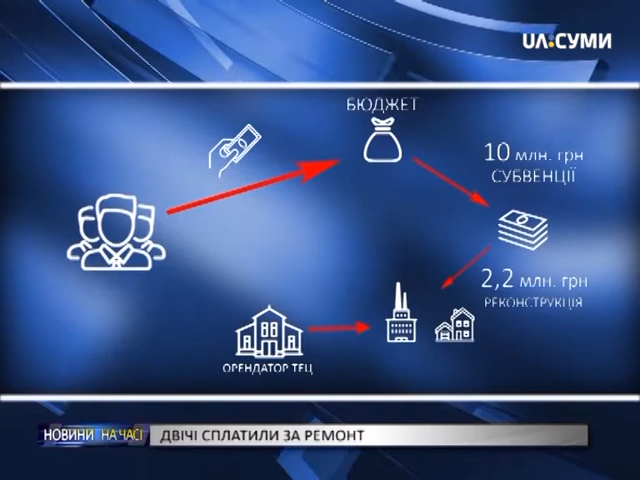 UA:СУМИ
БЮДЖЕТ
10 млн. грн
СУБВЕНЦІЇ
2,2 млн. грн
РЕКОНСТРУКЦІЯ
ОРЕНДАТОР ТЕЦ
НОВИНИ НА ЧАСІ
ДВІЧІ СПЛАТИЛИ ЗА РЕМОНТ